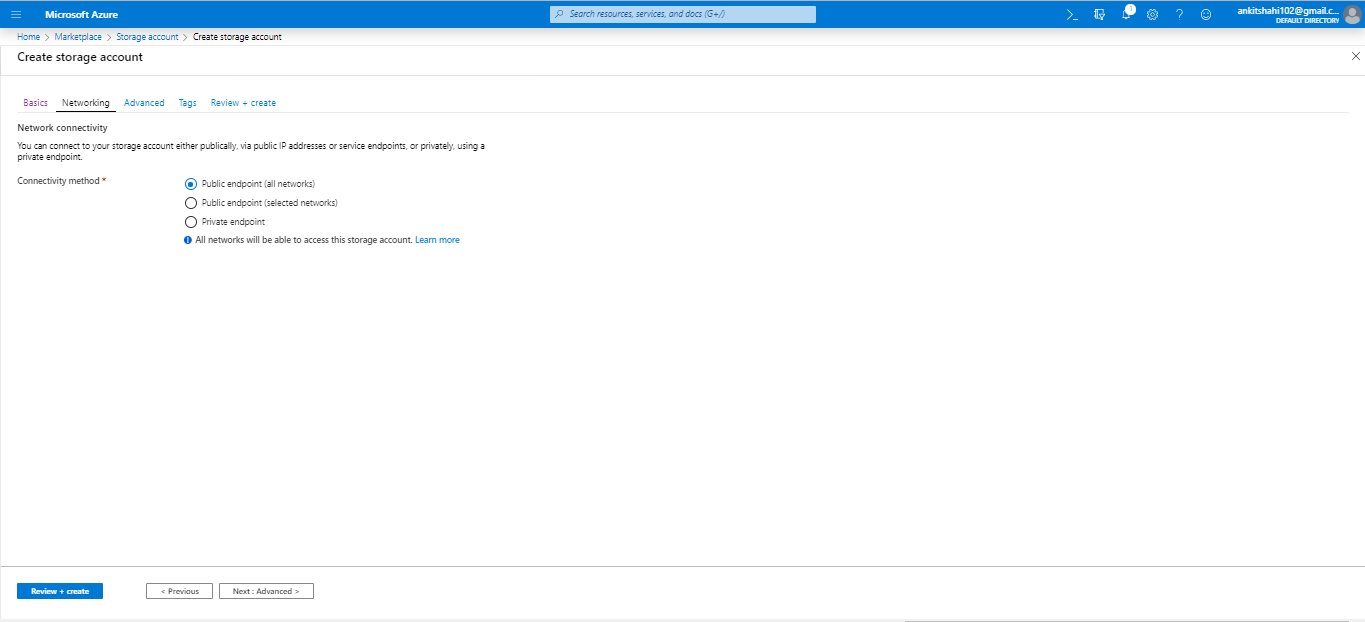 Microsoft Azure
Search resources, services, and docs (G+/)
1
ankitshahi102@gmail.c...
DEFAULT DIRECTORY
Home > Marketplace > Storage account > Create storage account
Create storage account
Basics Networking Advanced Tags Review + create
Network connectivity
You can connect to your storage account either publically, via public IP addresses or service endpoints, or privately, using a
private endpoint.
Connectivity method *
Public endpoint (all networks)
Public endpoint (selected networks)
Private endpoint
All networks will be able to access this storage account. Learn more
Review + create
< Previous
Next : Advanced >